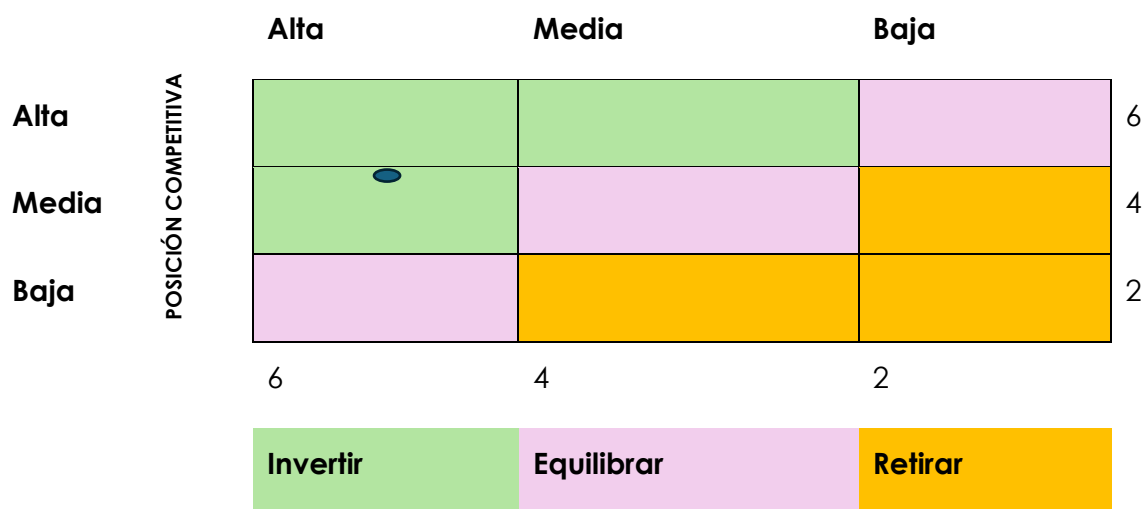 Alta Media Baja
Alta 6
POSICIÓN COMPETITIVA
Media 4
Baja 2
6 4 2
Invertir Equilibrar Retirar